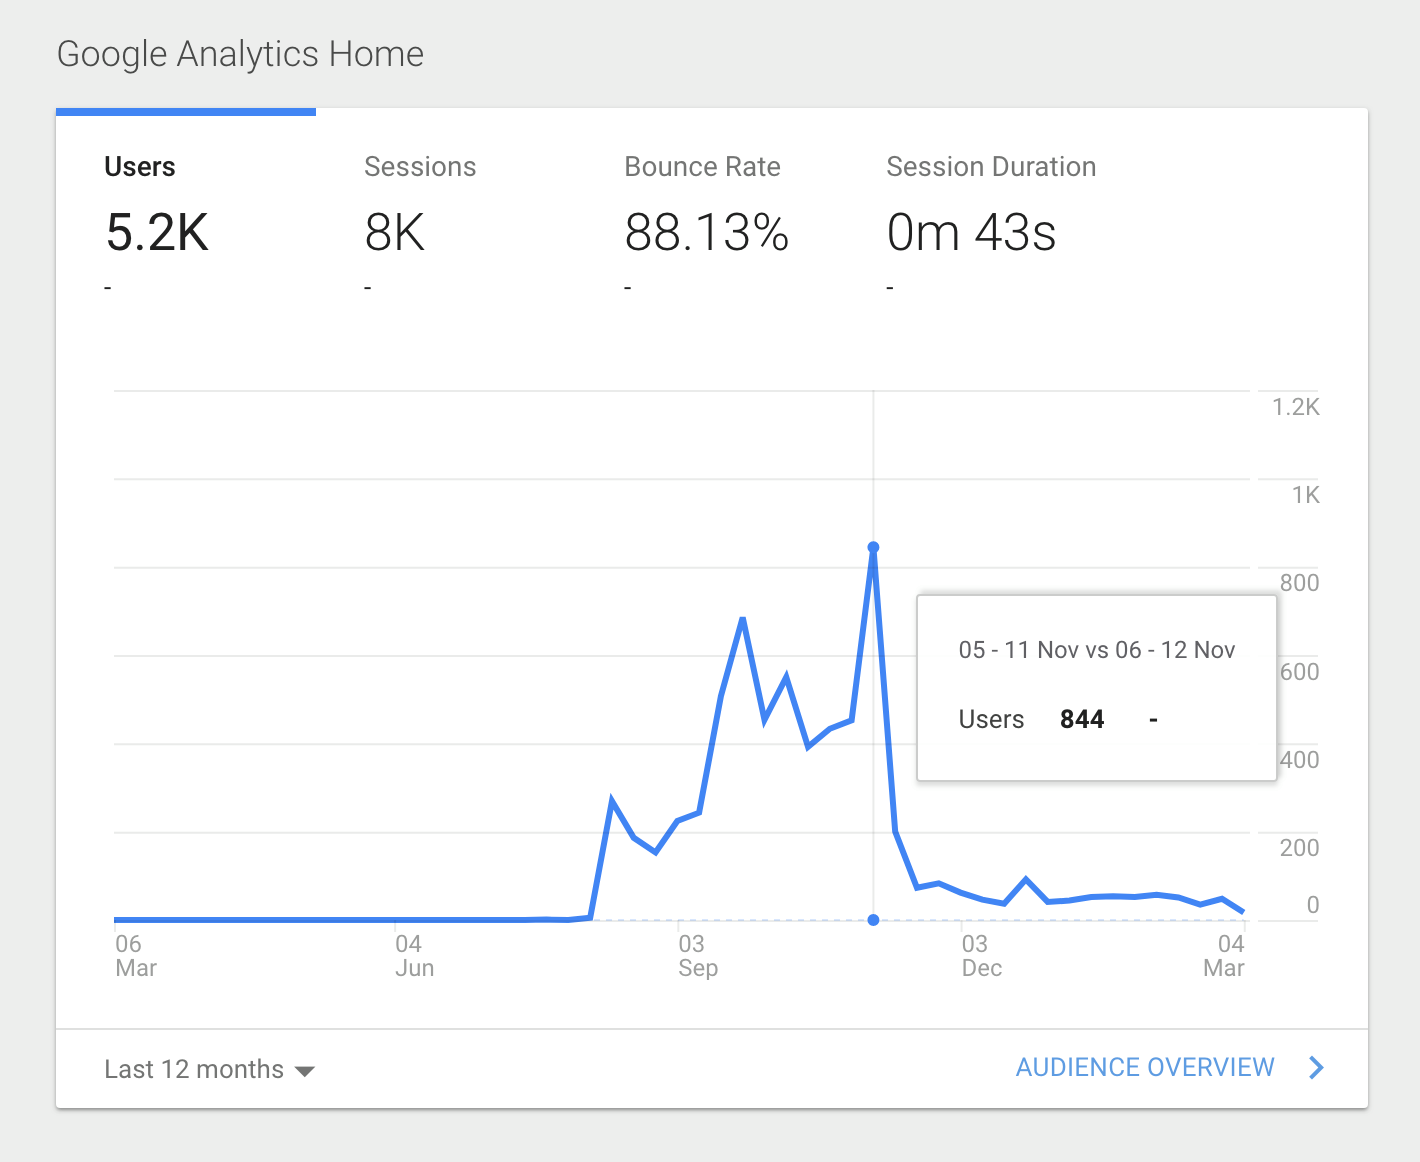 Google Analytics Home
Users
Sessions
Bounce Rate
Session Duration
5.2K
8K
88.13%
0m 43s
-
-
-
-
1.2K
1K
800
05 - 11 Nov vs 06 - 12 Nov
600
Users 844 -
400
200
0
06
Mar
04
Jun
03
Sep
03
Dec
04
Mar
Last 12 months
AUDIENCE OVERVIEW